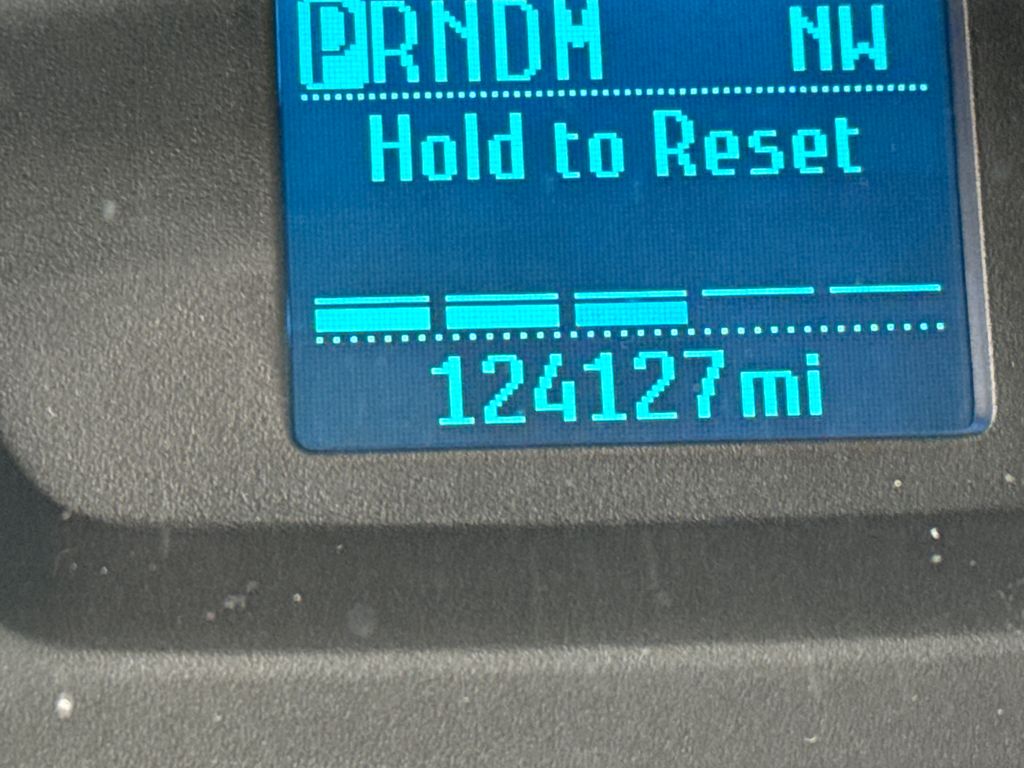 PRNDM NW
Hold to Reset
124127mi